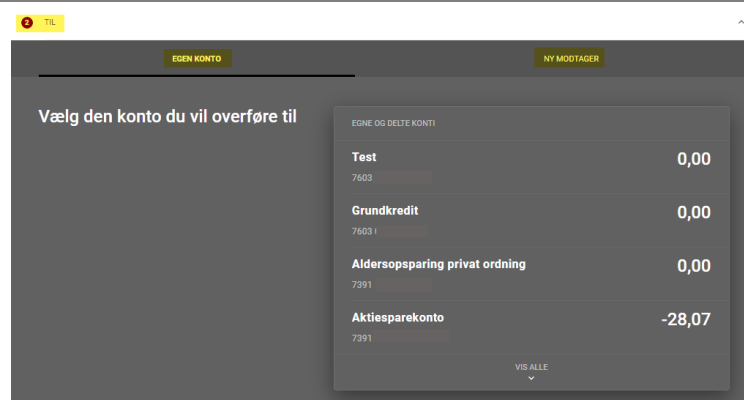 2 TIL
EGEN KONTO
NY MODTAGER
Vælg den konto du vil overføre til
EGNE OG DELTE KONTI
Test
0,00
7603
Grundkredit
0,00
7603
Aldersopsparing privat ordning
0,00
7391
Aktiesparekonto
-28,07
7391
VIS ALLE